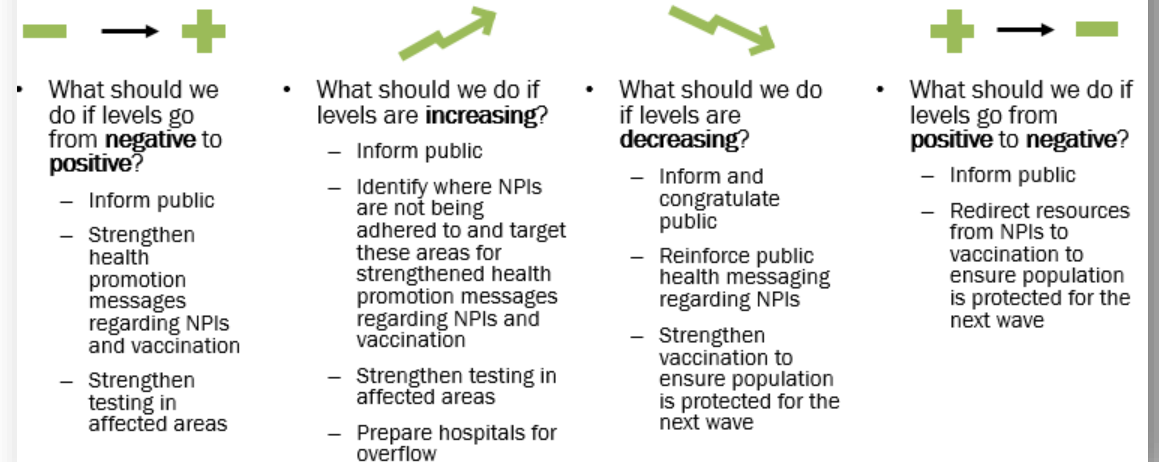 • What should we
do if levels go
from negative to
positive?
– Inform public
– Strengthen
health
promotion
messages
regarding NPIs
and vaccination
– Strengthen
testing in
affected areas
• What should we do if
levels are increasing?
– Inform public
– Identify where NPIs
are not being
adhered to and target
these areas for
strengthened health
promotion messages
regarding NPIs and
vaccination
– Strengthen testing in
affected areas
– Prepare hospitals for
overflow
• What should we do
if levels are
decreasing?
– Inform and
congratulate
public
– Reinforce public
health messaging
regarding NPIs
– Strengthen
vaccination to
ensure population
is protected for the
next wave
• What should we do if
levels go from
positive to negative?
– Inform public
– Redirect resources
from NPIs to
vaccination to
ensure population
is protected for the
next wave